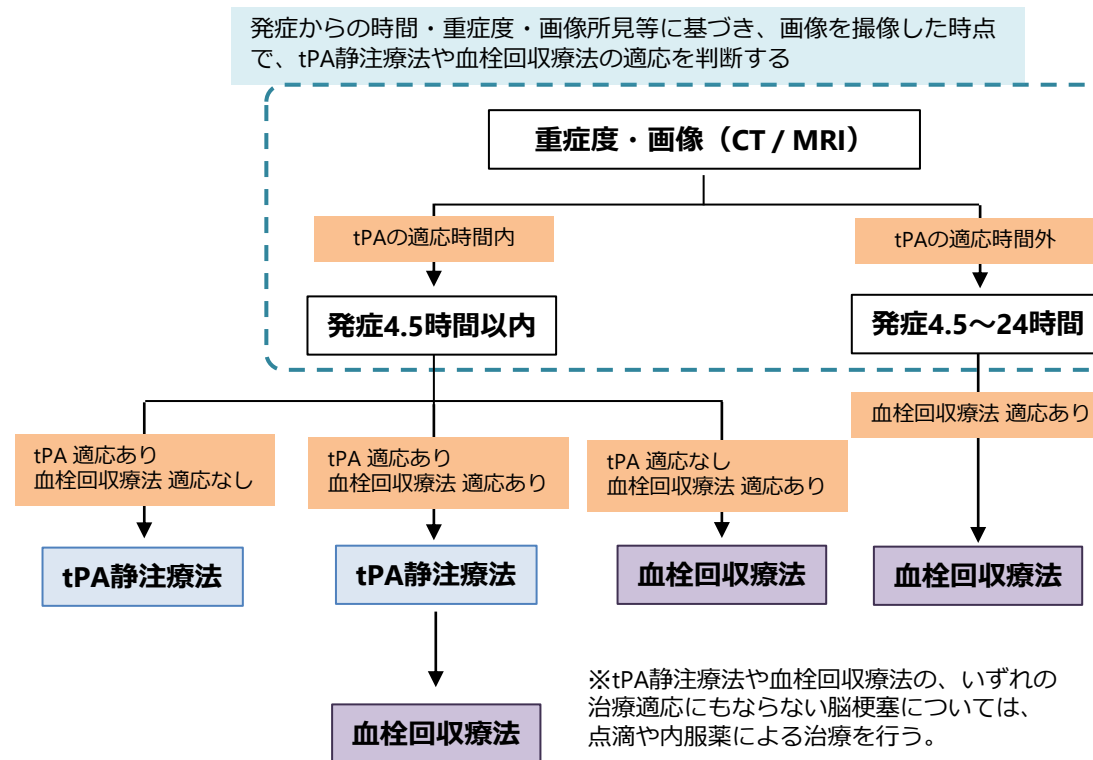 発症からの時間・重症度・画像所見等に基づき、画像を撮像した時点
で、tPA静注療法や血栓回収療法の適応を判断する
重症度・画像（CT / MRI）
tPAの適応時間内
tPAの適応時間外
発症4.5時間以内
発症4.5～24時間
血栓回収療法 適応あり
tPA 適応あり
血栓回収療法 適応なし
tPA 適応あり
血栓回収療法 適応あり
tPA 適応なし
血栓回収療法 適応あり
tPA静注療法
tPA静注療法
血栓回収療法
血栓回収療法
血栓回収療法
※tPA静注療法や血栓回収療法の、いずれの
治療適応にもならない脳梗塞については、
点滴や内服薬による治療を行う。